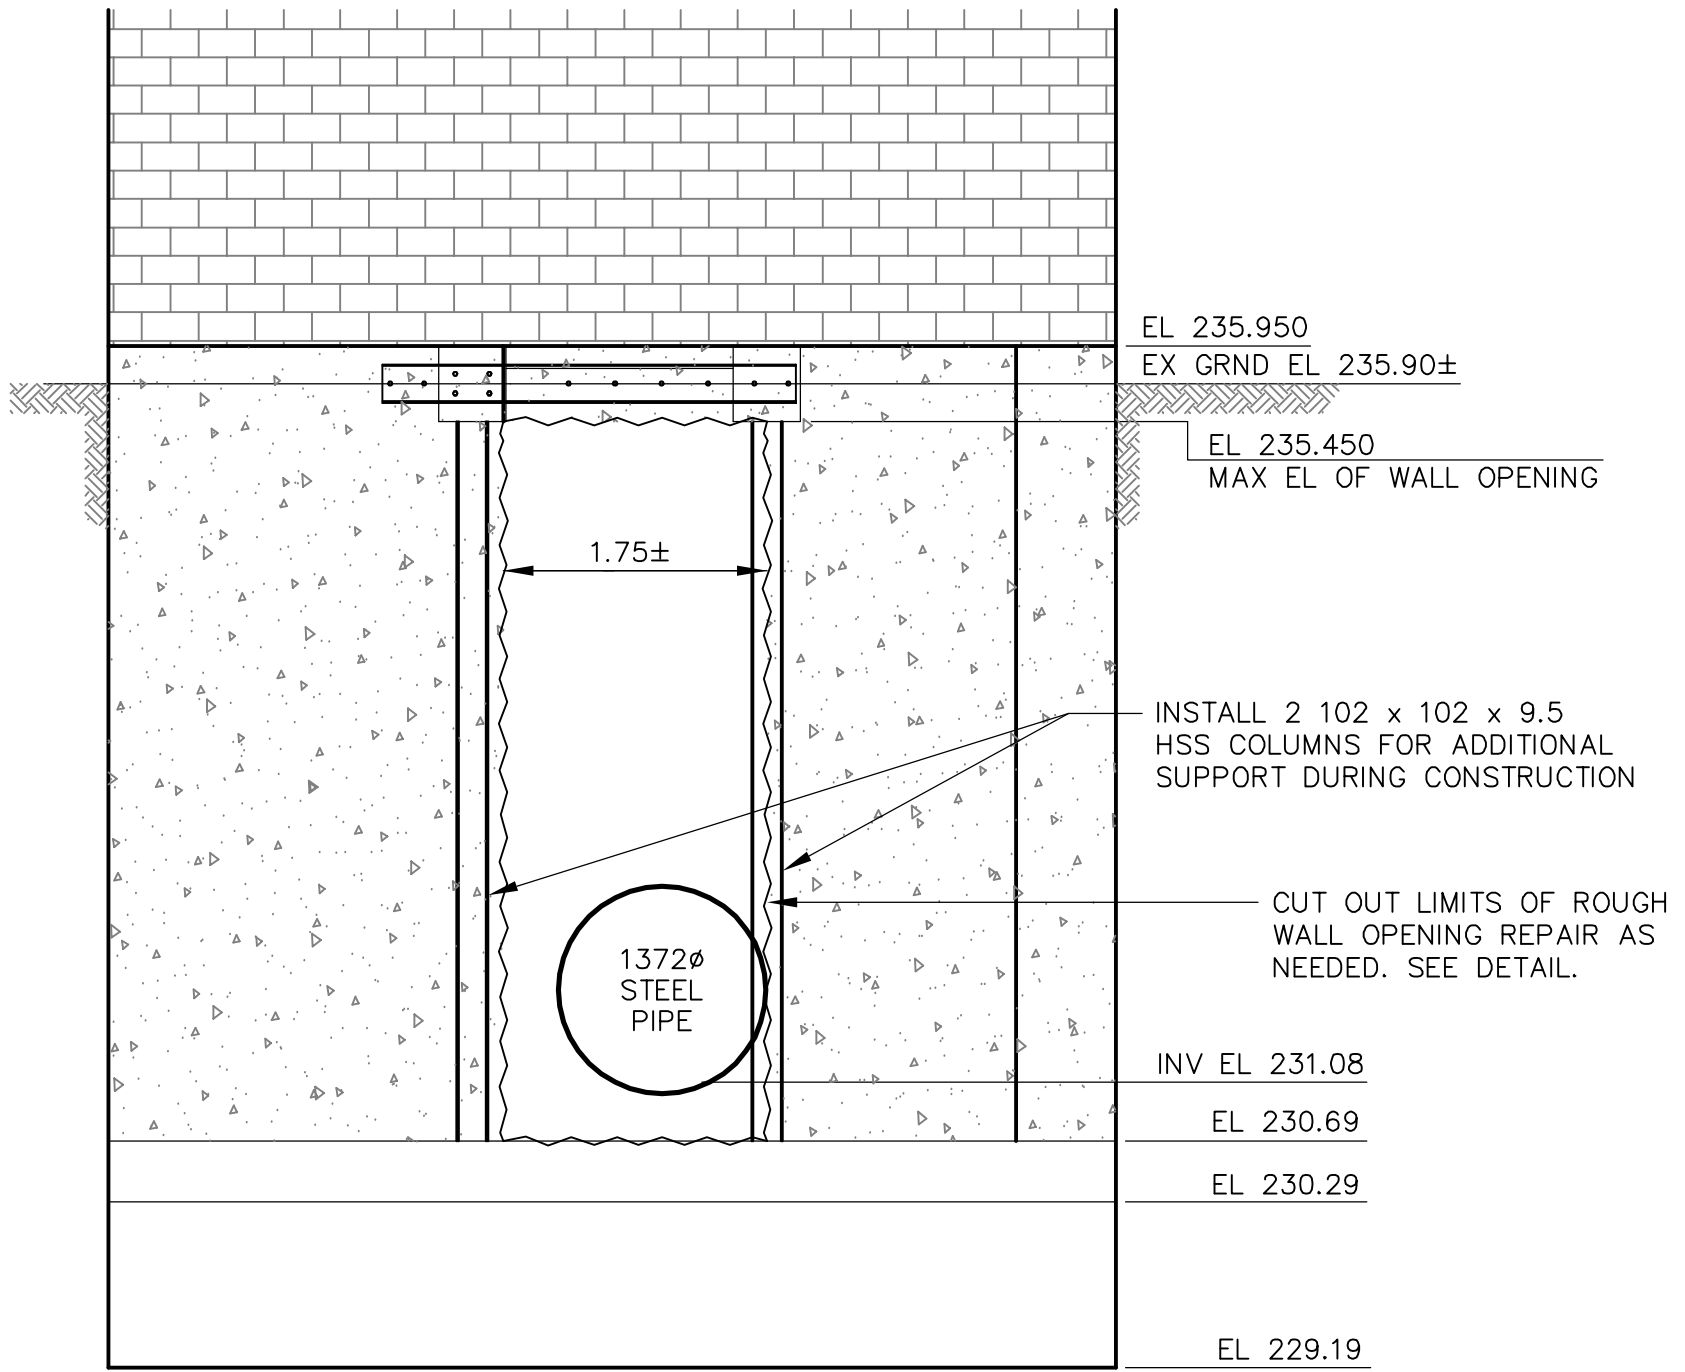 EL 235.950
EX GRND EL 235.90±
EL 235.450
MAX EL OF WALL OPENING
1.75±
INSTALL 2 102 x 102 x 9.5
HSS COLUMNS FOR ADDITIONAL
SUPPORT DURING CONSTRUCTION
CUT OUT LIMITS OF ROUGH
WALL OPENING REPAIR AS
NEEDED. SEE DETAIL.
1372ø
STEEL
PIPE
INV EL 231.08
EL 230.69
EL 230.29
EL 229.19